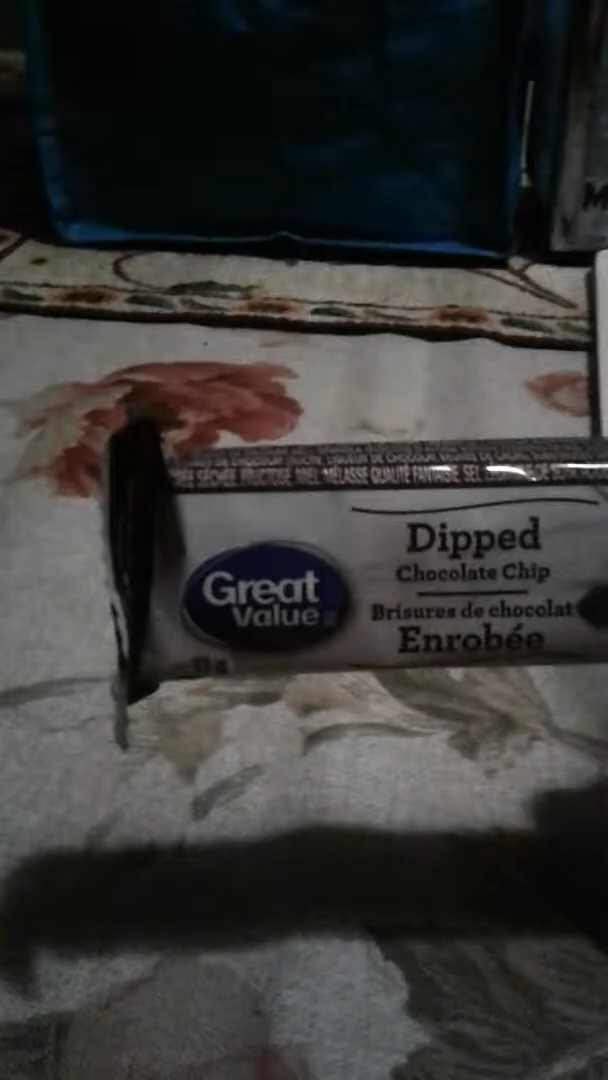 M
SÉCHÉE FRUCTOSE MIEL MÉLASSE QUALITÉ FANTAISIE SEL
Great
Value
Dipped
Chocolate Chip
Brisures de chocolat
Enrobée